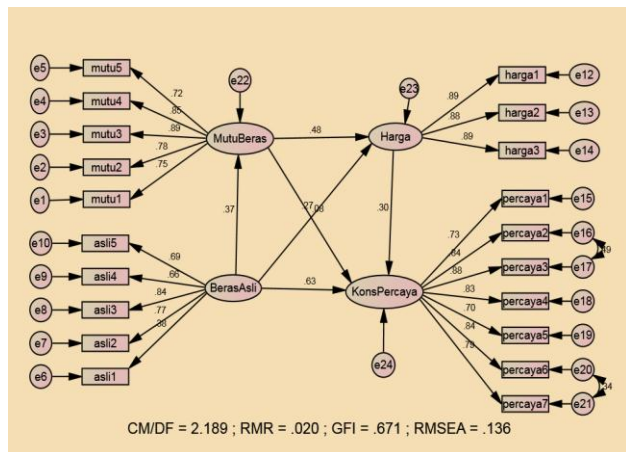 e5 mutu5 .72
e22
e23
harga1 e12
.89
e4 mutu4 .85
harga2 e13
.88
e3 mutu3 .89
MutuBeras .48 Harga
harga3 e14
.89
e2 mutu2 .78
e1 mutu1 .75
.37
.30
percaya1 e15
.73
percaya2 e16
.49
e10 asli5 .69
percaya3 e17
.88
e9 asli4 .66
BerasAsli .63 KonsPercaya
percaya4 e18
.83
e8 asli3 .84
percaya5 e19
.70
e7 asli2 .77
percaya6 e20
.84
e6 asli1 .38
e24
percaya7 e21
.79
CM/DF = 2.189 ; RMR = .020 ; GFI = .671 ; RMSEA = .136